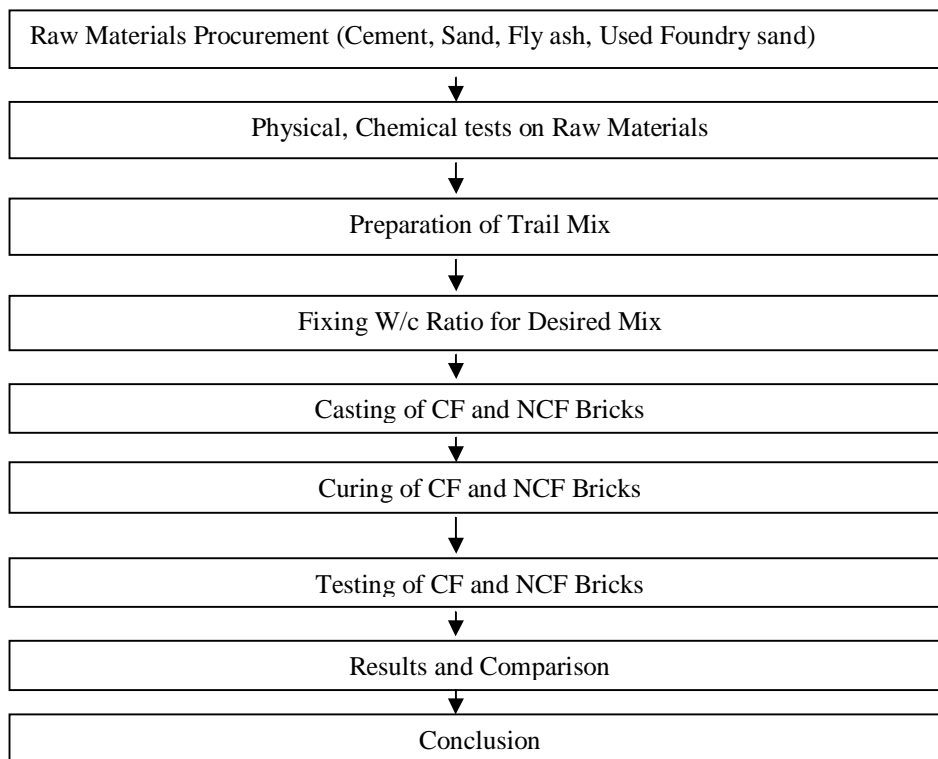 Raw Materials Procurement (Cement, Sand, Fly ash, Used Foundry sand)
Physical, Chemical tests on Raw Materials
Preparation of Trail Mix
Fixing W/c Ratio for Desired Mix
Casting of CF and NCF Bricks
Curing of CF and NCF Bricks
Testing of CF and NCF Bricks
Results and Comparison
Conclusion